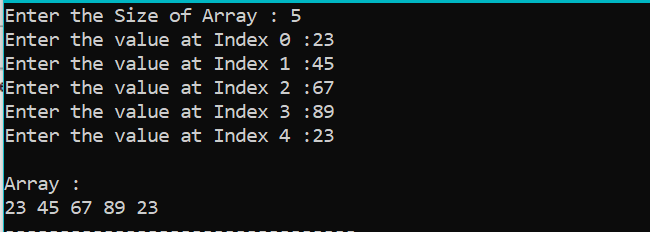 Enter the Size of Array : 5
Enter the value at Index 0 :23
Enter the value at Index 1 :45
Enter the value at Index 2 :67
Enter the value at Index 3 :89
Enter the value at Index 4 :23
Array :
23 45 67 89 23
--------------------------------